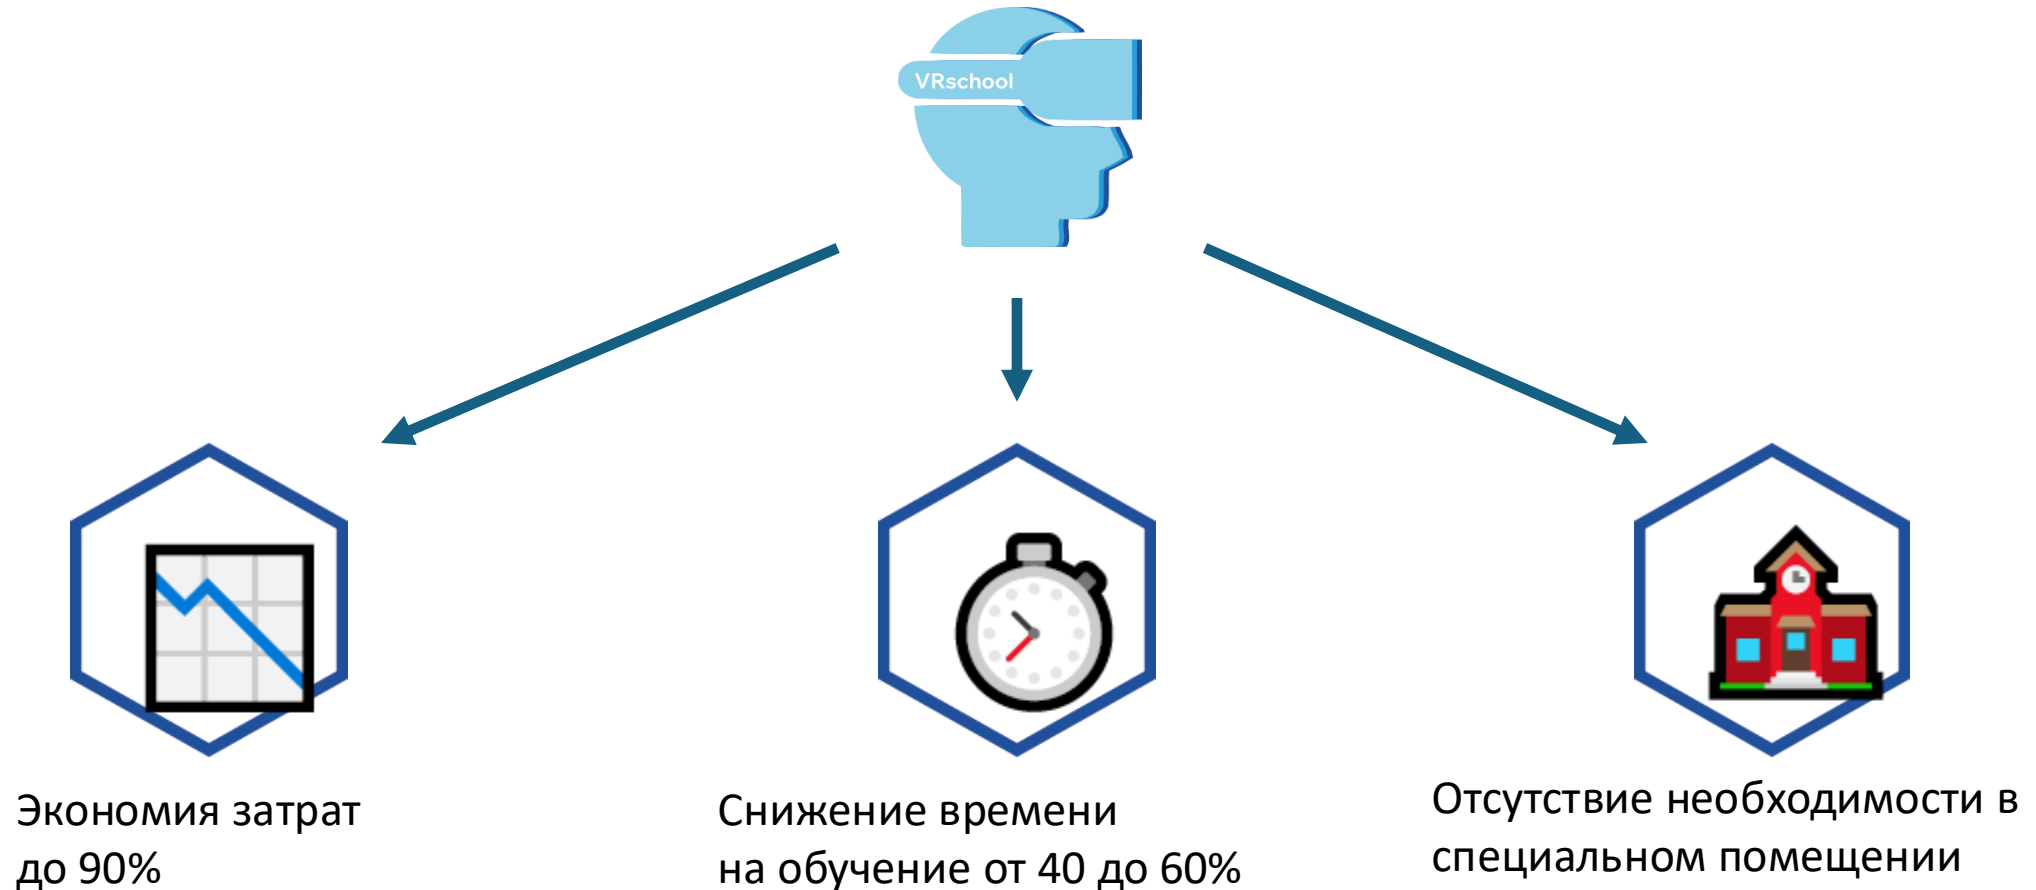 VRschool
Экономия затрат
до 90%
Снижение времени
на обучение от 40 до 60%
Отсутствие необходимости в
специальном помещении